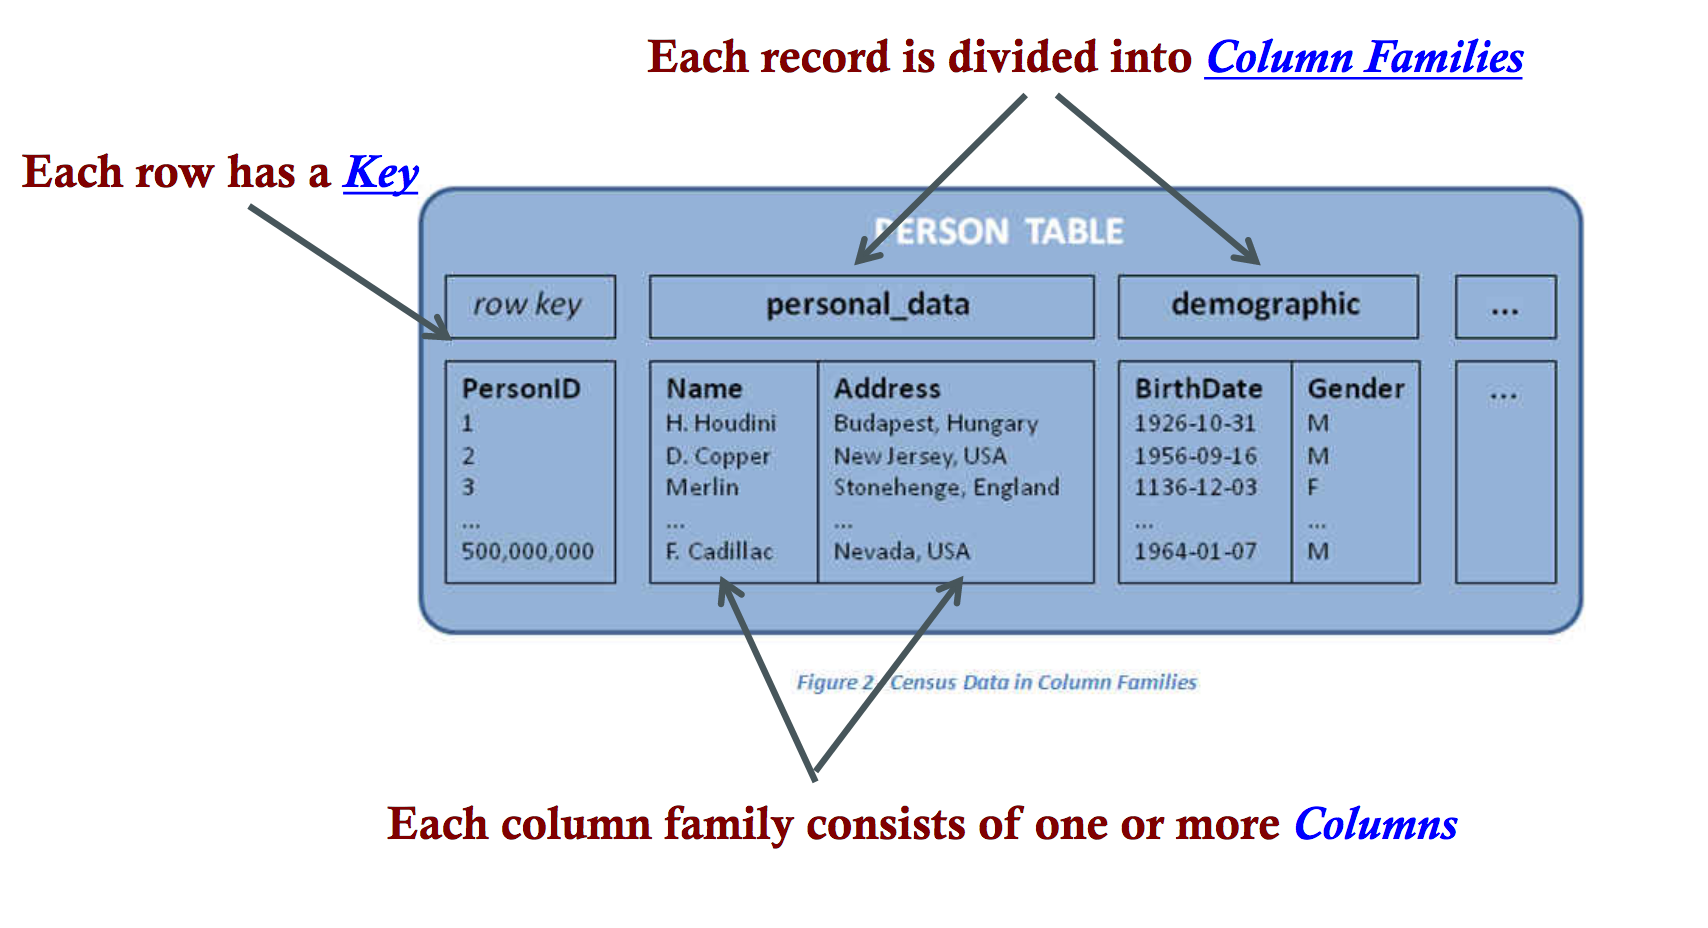 Each record is divided into Column Families
Each row has a Key
PERSON TABLE
row key personal_data demographic ...
PersonID Name Address BirthDate Gender ...
1 H. Houdini Budapest, Hungary 1926-10-31 M
2 D. Copper New Jersey, USA 1956-09-16 M
3 Merlin Stonehenge, England 1136-12-03 F
... ... ... ... ...
500,000,000 F. Cadillac Nevada, USA 1964-01-07 M
Figure 2. Census Data in Column Families
Each column family consists of one or more Columns